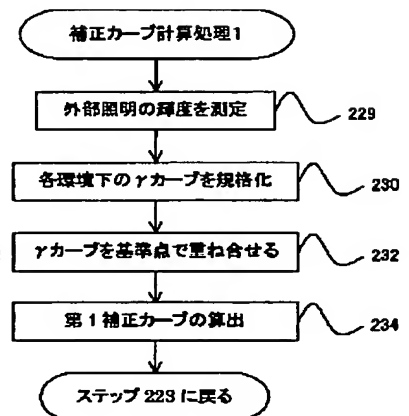 補正カーブ計算処理1
外部照明の輝度を測定
229
各環境下のγカーブを規格化
230
γカーブを基準点で重ね合せる
232
第1補正カーブの算出
234
ステップ223に戻る